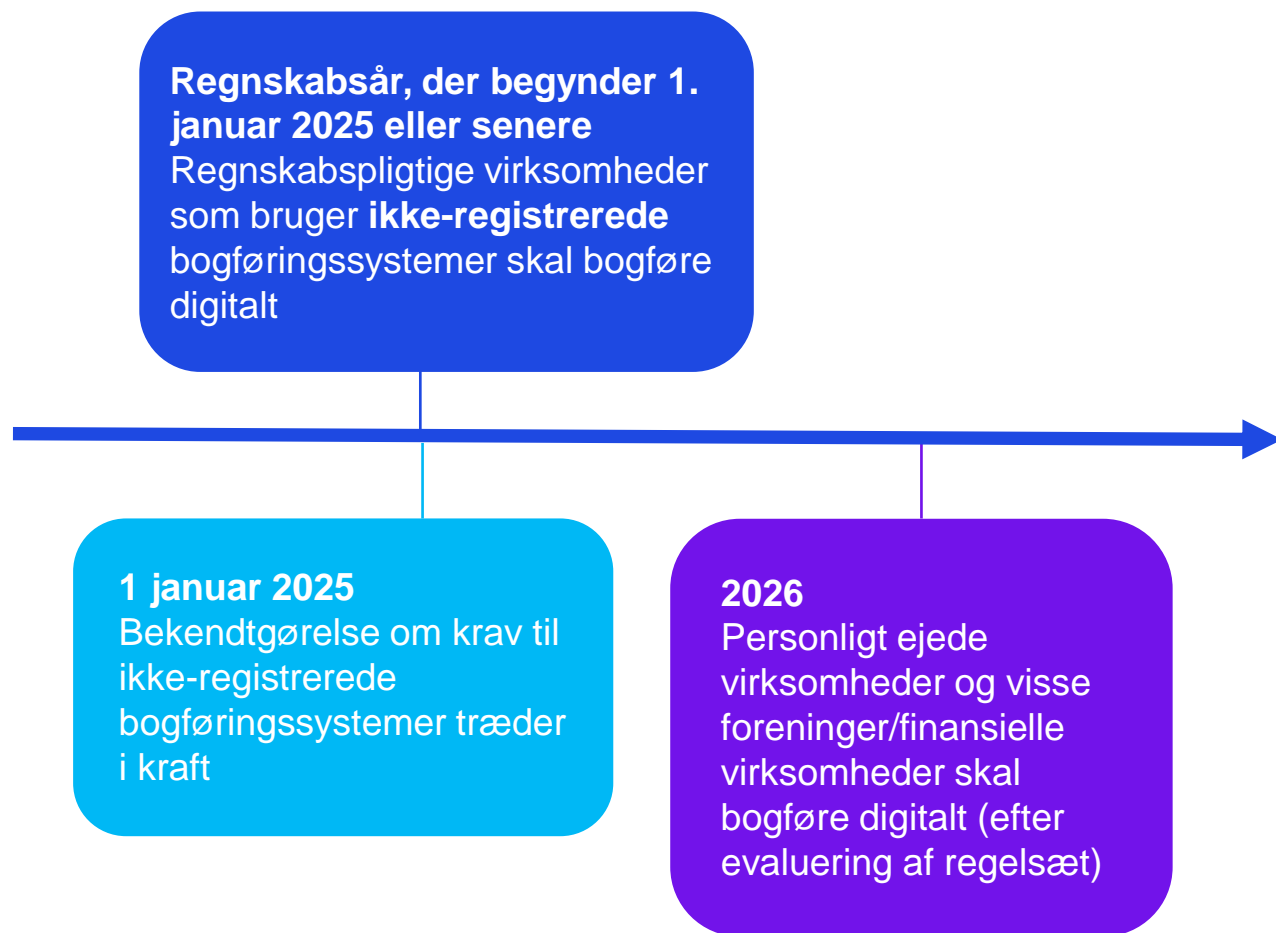 Regnskabsår, der begynder 1.
januar 2025 eller senere
Regnskabspligtige virksomheder
som bruger ikke-registrerede
bogføringssystemer skal bogføre
digitalt
1 januar 2025
Bekendtgørelse om krav til
ikke-registrerede
bogføringssystemer træder
i kraft
2026
Personligt ejede
virksomheder og visse
foreninger/finansielle
virksomheder skal
bogføre digitalt (efter
evaluering af regelsæt)